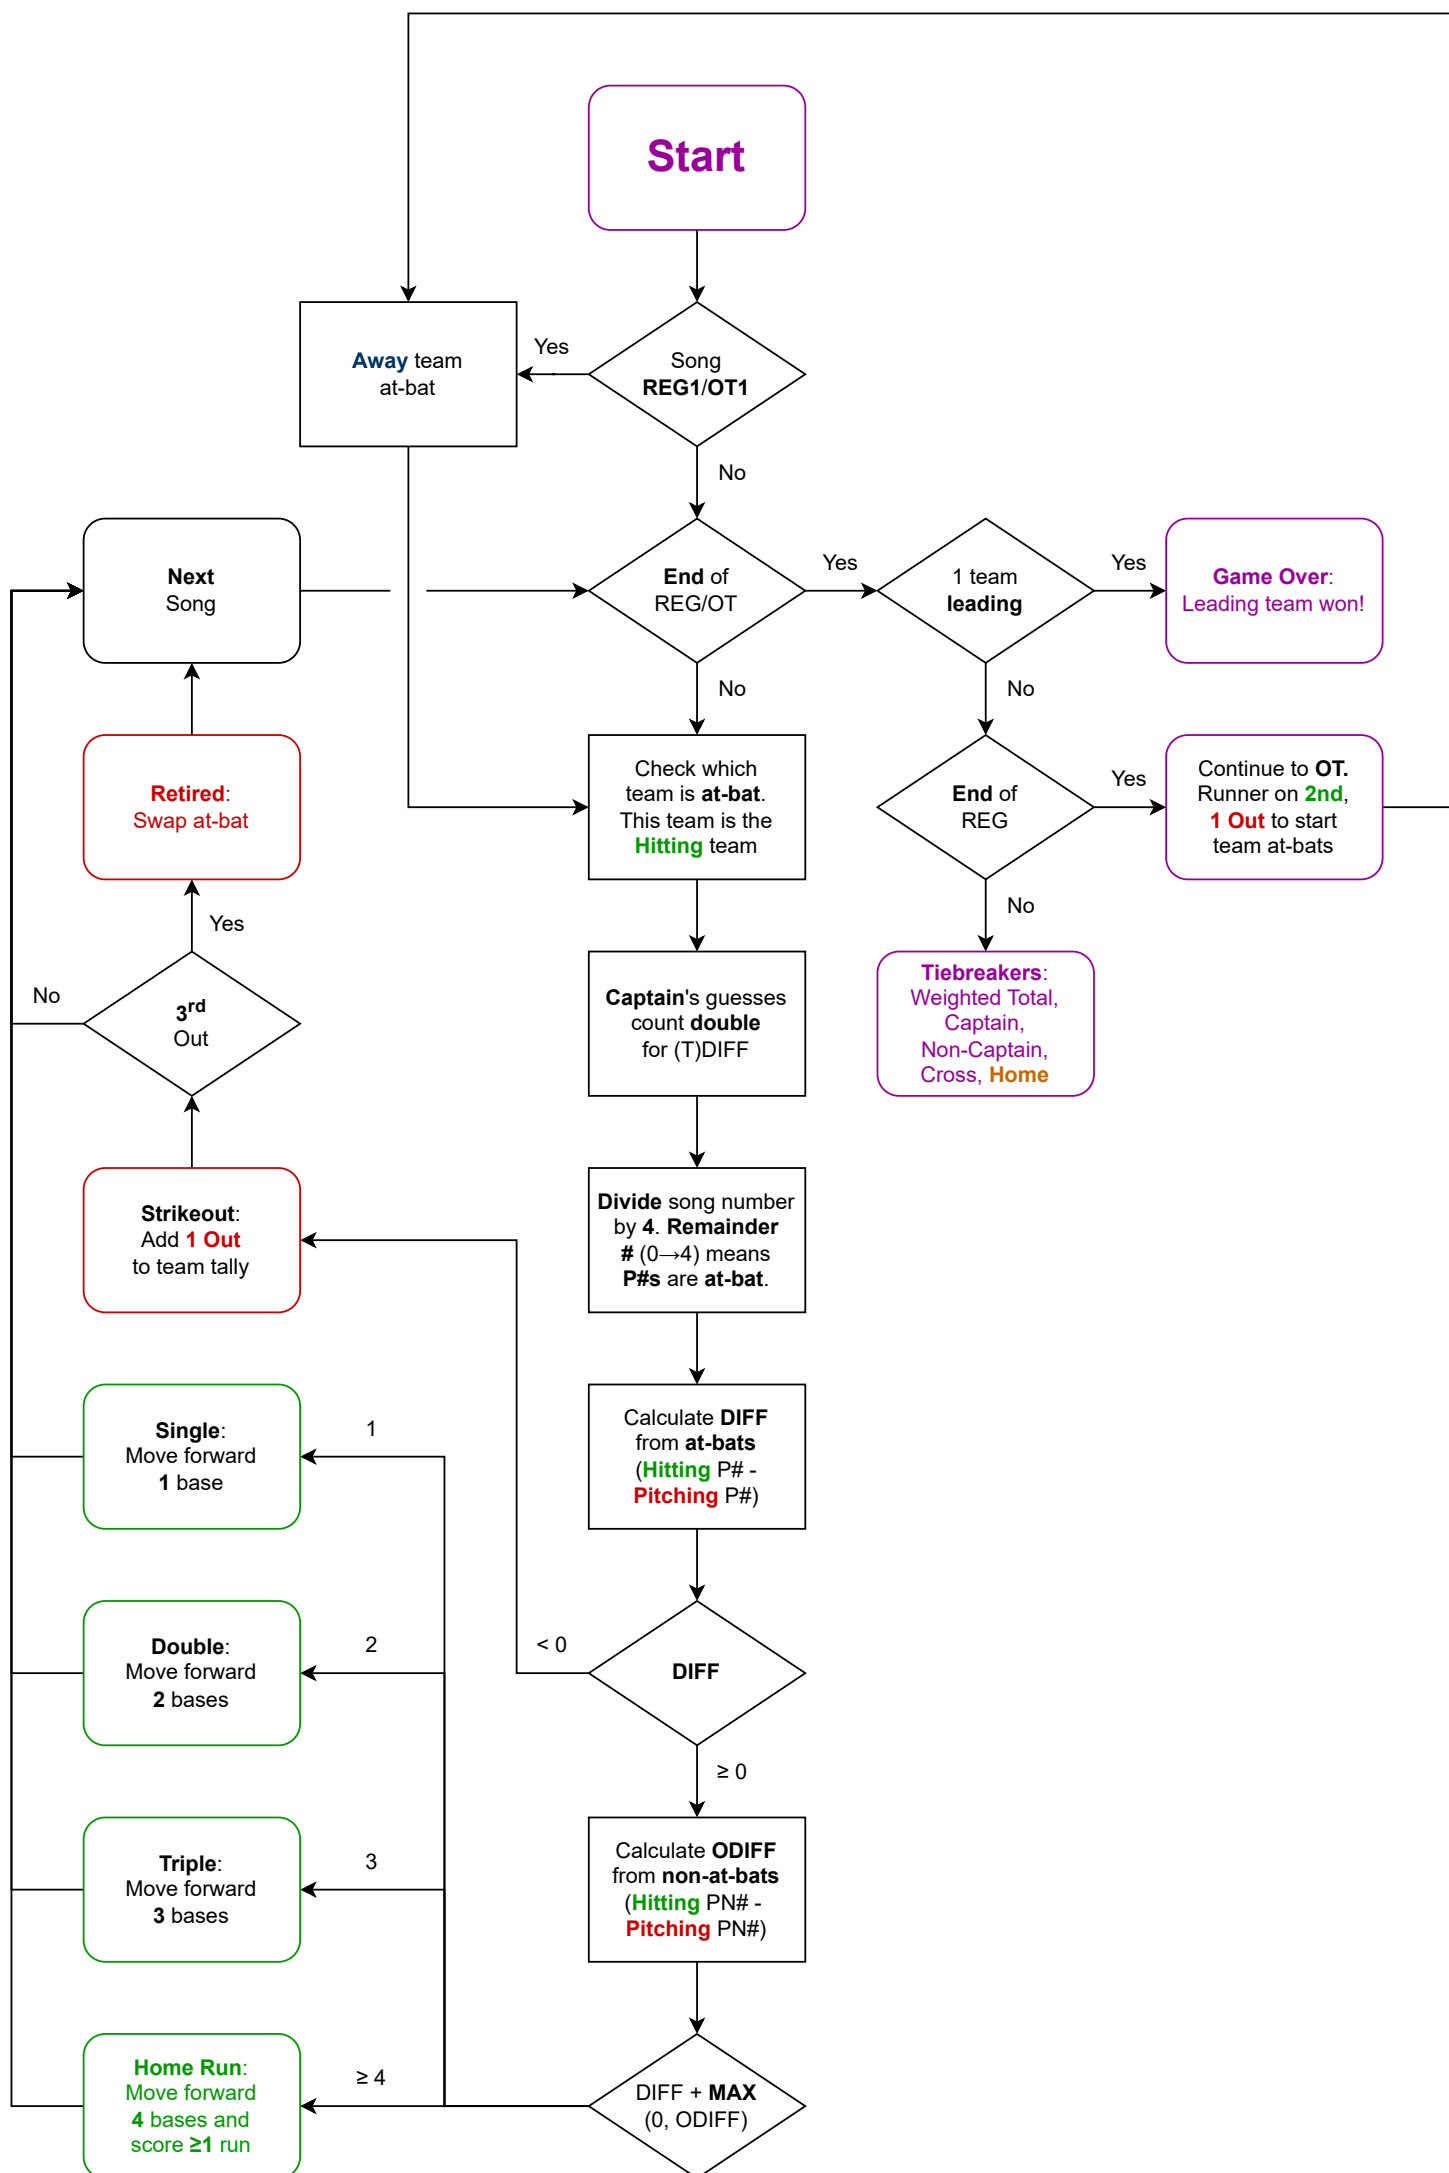 Start
Away team
at-bat
Yes
Song
REG1/OT1
No
Next
Song
End of
REG/OT
Yes
1 team
leading
Yes
Game Over:
Leading team won!
No
No
Retired:
Swap at-bat
Check which
team is at-bat.
This team is the
Hitting team
End of
REG
Yes
Continue to OT.
Runner on 2nd,
1 Out to start
team at-bats
Yes
No
No
3rd
Out
Captain's guesses
count double
for (T)DIFF
Tiebreakers:
Weighted Total,
Captain,
Non-Captain,
Cross, Home
Strikeout:
Add 1 Out
to team tally
Divide song number
by 4. Remainder
# (0→4) means
P#s are at-bat.
Single:
Move forward
1 base
1
Calculate DIFF
from at-bats
(Hitting P# -
Pitching P#)
Double:
Move forward
2 bases
2
< 0
DIFF
≥ 0
Triple:
Move forward
3 bases
3
Calculate ODIFF
from non-at-bats
(Hitting PN# -
Pitching PN#)
Home Run:
Move forward
4 bases and
score ≥1 run
≥ 4
DIFF + MAX
(0, ODIFF)